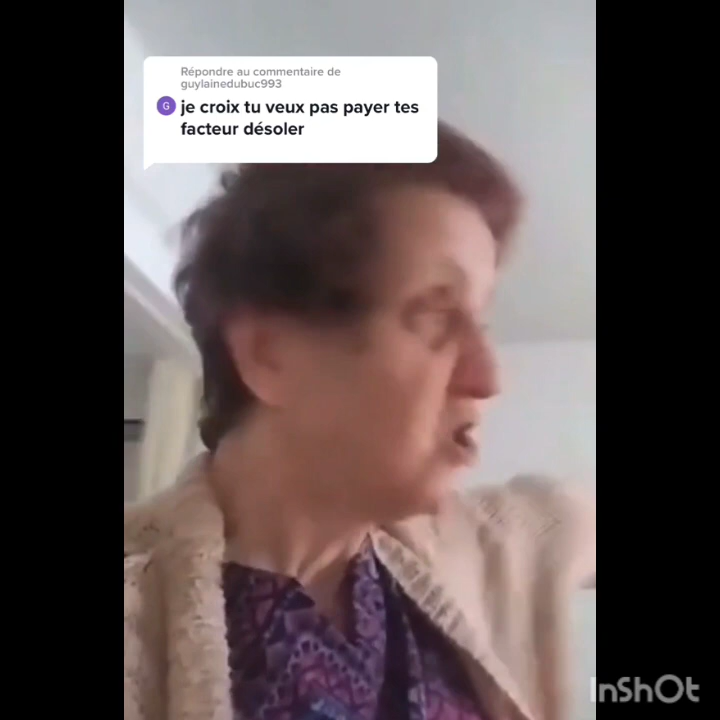 Répondre au commentaire de
guylainedubuc993
G je croix tu veux pas payer tes
facteur désoler
InShOt